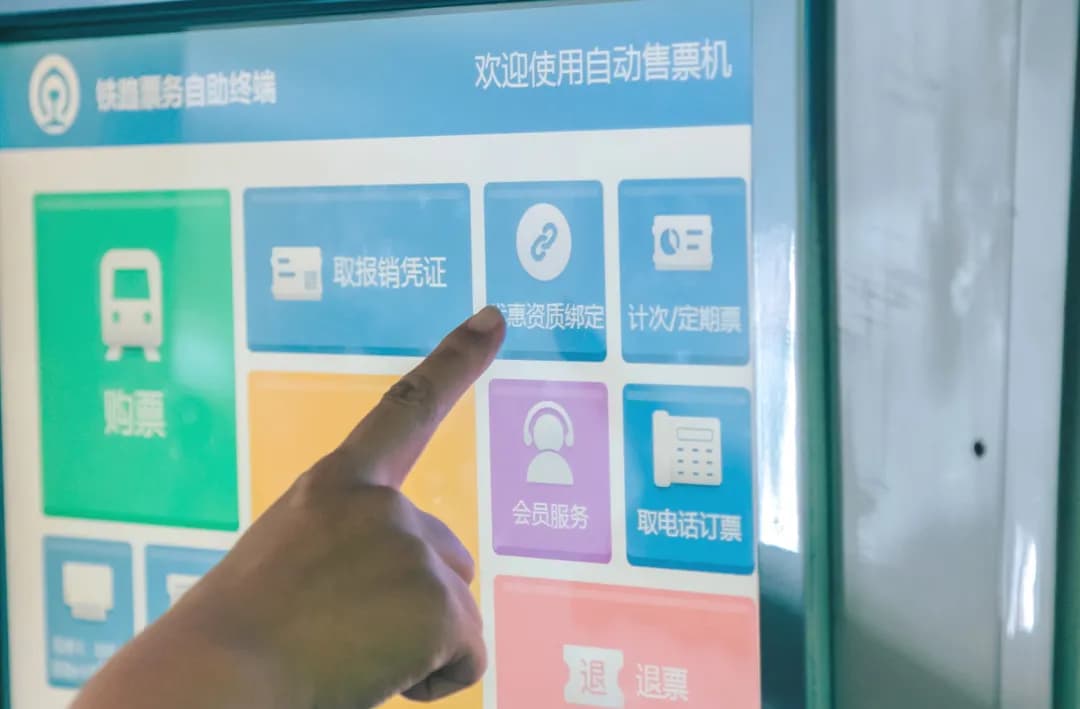 铁路票务自助终端
欢迎使用自动售票机
购票
取报销凭证
惠资质绑定
计次/定期票
会员服务
取电话订票
退
退票